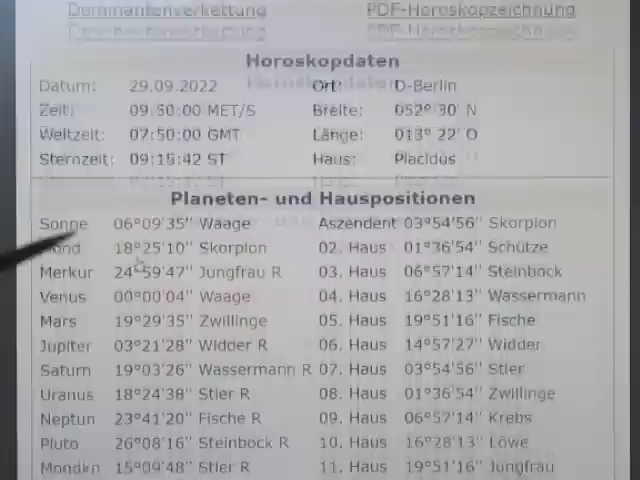 Dominantenverkettung PDF-Horoskopzeichnung
Horoskopdaten
Datum: 29.09.2022 Ort: D-Berlin
Zeit: 09:50:00 MET/S Breite: 052° 30' N
Weltzeit: 07:50:00 GMT Länge: 013° 22' O
Sternzeit: 09:15:42 ST Haus: Placidus
Planeten- und Hauspositionen
Sonne 06°09'35" Waage Aszendent 03°54'56" Skorpion
Mond 18°25'10" Skorpion 02. Haus 01°36'54" Schütze
Merkur 24°59'47" Jungfrau R 03. Haus 06°57'14" Steinbock
Venus 00°00'04" Waage 04. Haus 16°28'13" Wassermann
Mars 19°29'35" Zwillinge 05. Haus 19°51'16" Fische
Jupiter 03°21'28" Widder R 06. Haus 14°57'27" Widder
Saturn 19°03'26" Wassermann R 07. Haus 03°54'56" Stier
Uranus 18°24'38" Stier R 08. Haus 01°36'54" Zwillinge
Neptun 23°41'20" Fische R 09. Haus 06°57'14" Krebs
Pluto 26°08'16" Steinbock R 10. Haus 16°28'13" Löwe
Mondkn 15°09'48" Stier R 11. Haus 19°51'16" Jungfrau